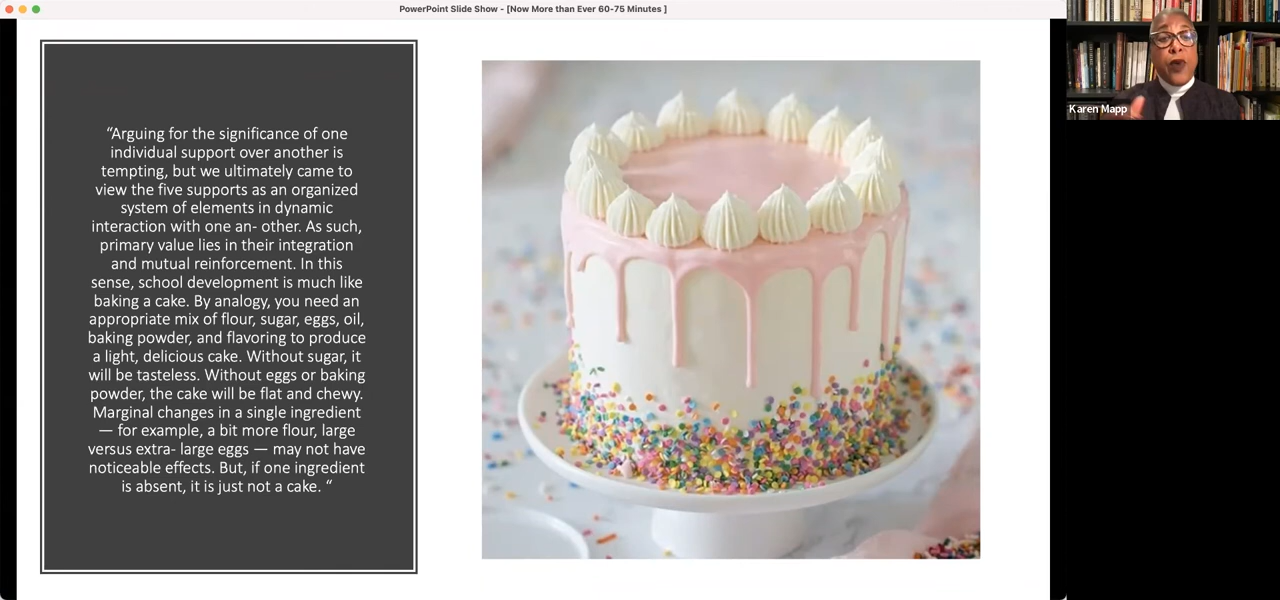 PowerPoint Slide Show - [Now More than Ever 60-75 Minutes ]
“Arguing for the significance of one
individual support over another is
tempting, but we ultimately came to
view the five supports as an organized
system of elements in dynamic
interaction with one an- other. As such,
primary value lies in their integration
and mutual reinforcement. In this
sense, school development is much like
baking a cake. By analogy, you need an
appropriate mix of flour, sugar, eggs, oil,
baking powder, and flavoring to produce
a light, delicious cake. Without sugar, it
will be tasteless. Without eggs or baking
powder, the cake will be flat and chewy.
Marginal changes in a single ingredient
— for example, a bit more flour, large
versus extra- large eggs — may not have
noticeable effects. But, if one ingredient
is absent, it is just not a cake. “
Karen Mapp